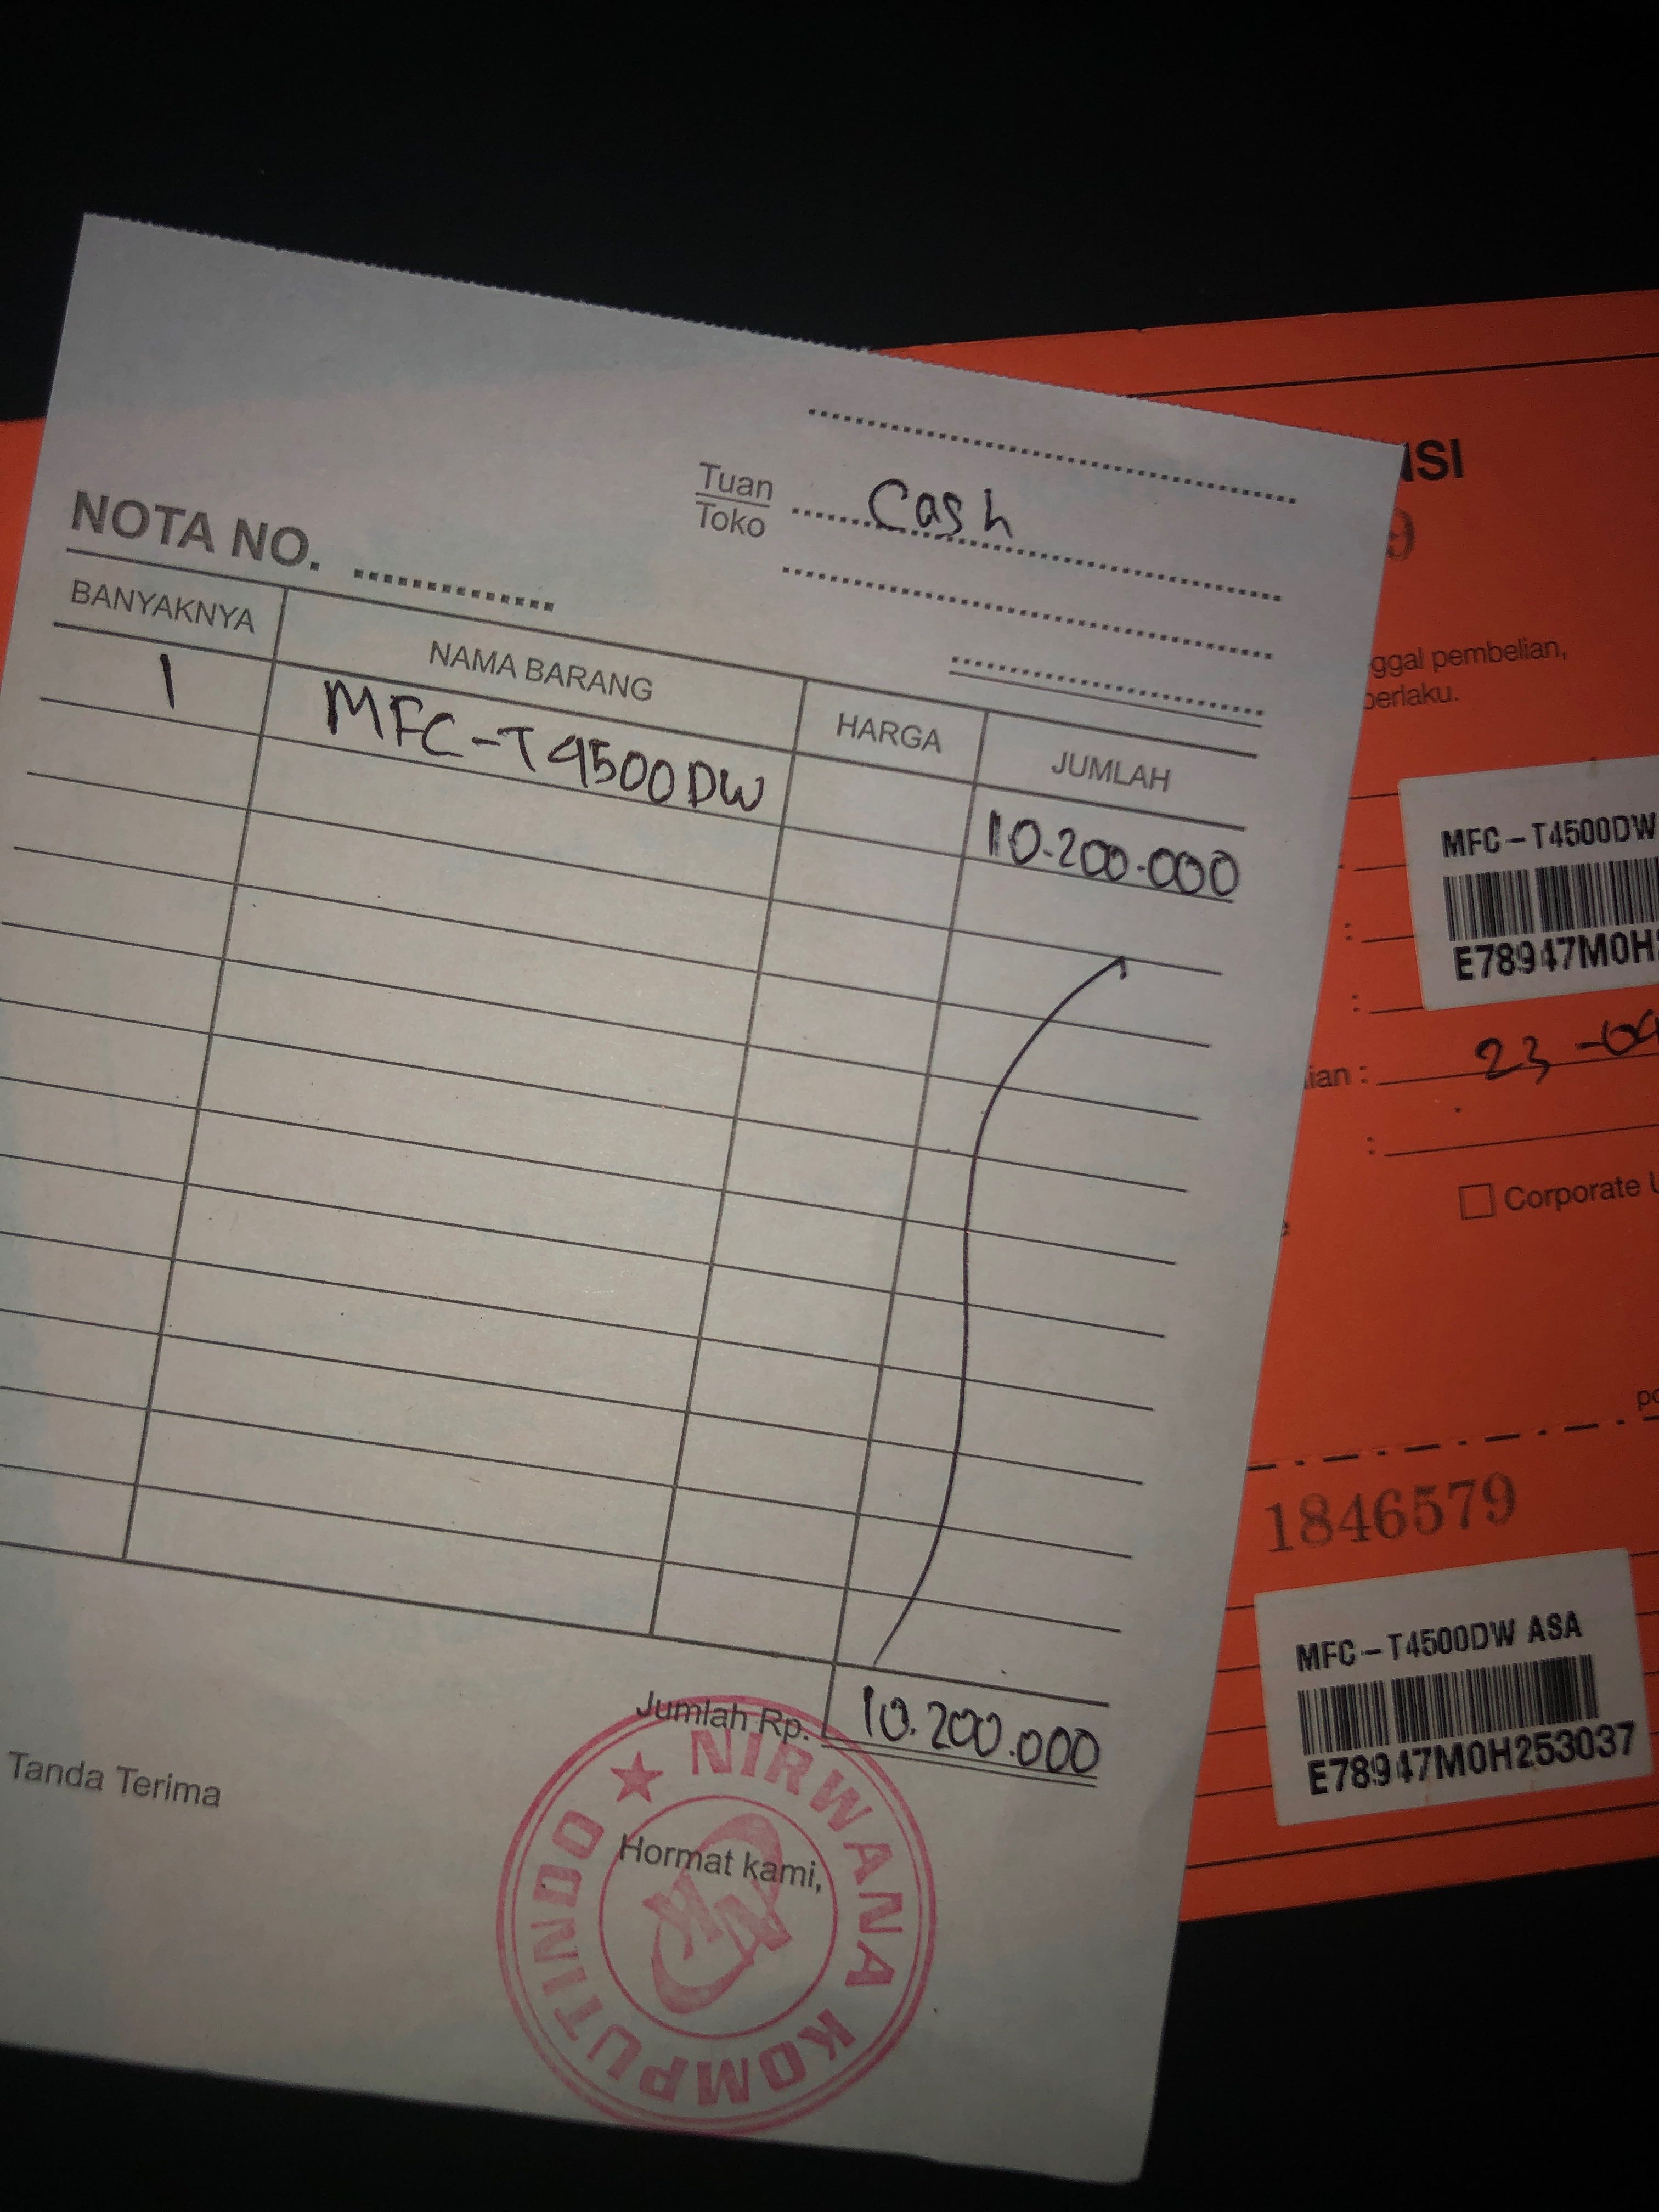 Tuan
Toko
Cash
NOTA NO.
BANYAKNYA NAMA BARANG HARGA JUMLAH
1 MFC-T4500DW 10.200.000
Jumlah Rp. 10.200.000
Tanda Terima
Hormat kami,
NIRWANA KOMPUTINDO
NK
9
ggal pembelian,
berlaku.
MFC-T4500DW
E78947M0H
ian : 23-04
:
Corporate U
1846579
MFC-T4500DW ASA
E78947M0H253037